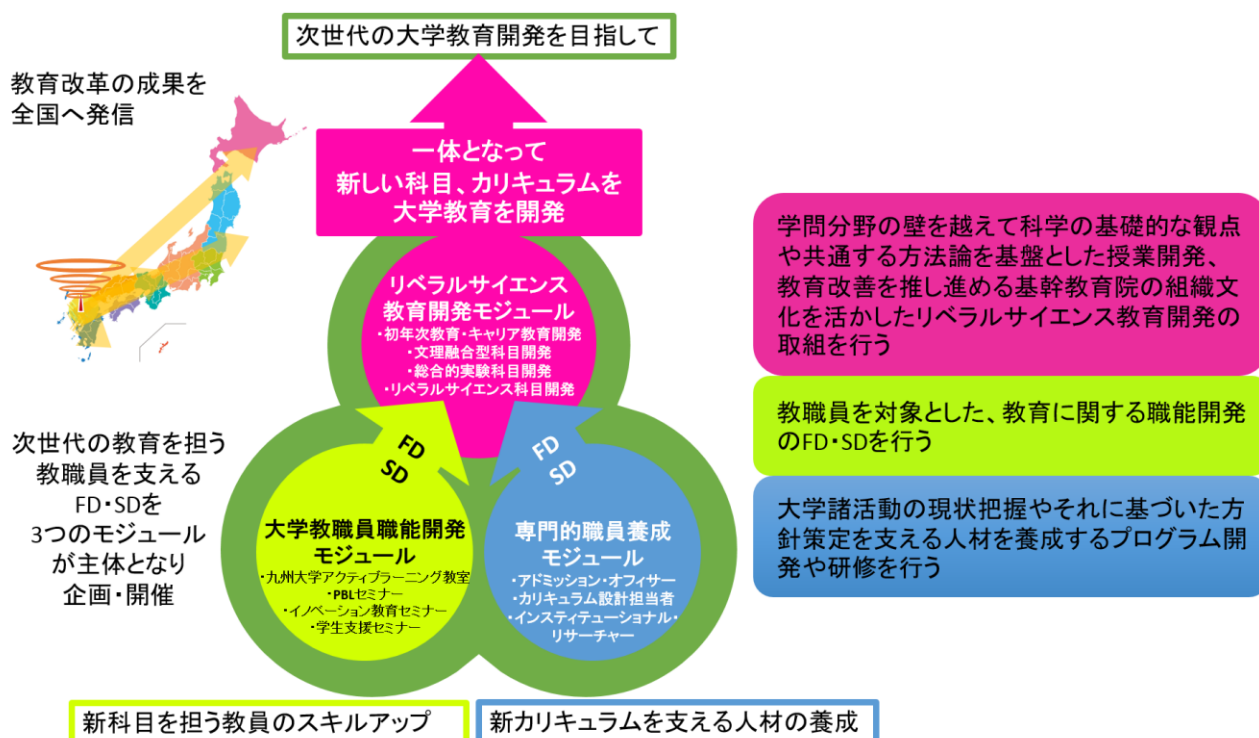 次世代の大学教育開発を目指して
教育改革の成果を
全国へ発信
一体となって
新しい科目、カリキュラムを
大学教育を開発
リベラルサイエンス
教育開発モジュール
・初年次教育・キャリア教育開発
・文理融合型科目開発
・総合的実験科目開発
・リベラルサイエンス科目開発
学問分野の壁を越えて科学の基礎的な観点
や共通する方法論を基盤とした授業開発、
教育改善を推し進める基幹教育院の組織文
化を活かしたリベラルサイエンス教育開発の
取組を行う
教職員を対象とした、教育に関する職能開発
のFD・SDを行う
大学諸活動の現状把握やそれに基づいた方
針策定を支える人材を養成するプログラム開
発や研修を行う
次世代の教育を担う
教職員を支える
FD・SDを
3つのモジュール
が主体となり
企画・開催
FD
SD
大学教職員職能開発
モジュール
・九州大学アクティブラーニング教室
・PBLセミナー
・イノベーション教育セミナー
・学生支援セミナー
FD
SD
専門的職員養成
モジュール
・アドミッション・オフィサー
・カリキュラム設計担当者
・インスティテューショナル・
リサーチャー
新科目を担う教員のスキルアップ
新カリキュラムを支える人材の養成